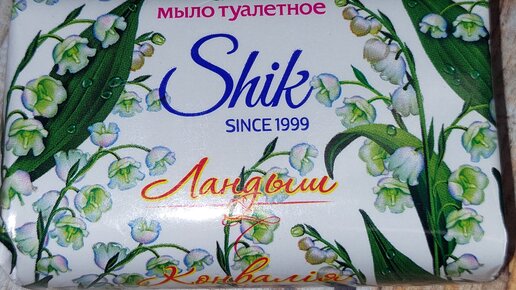 мыло туалетное
Shik
SINCE 1999
Ландыш
Конвалія